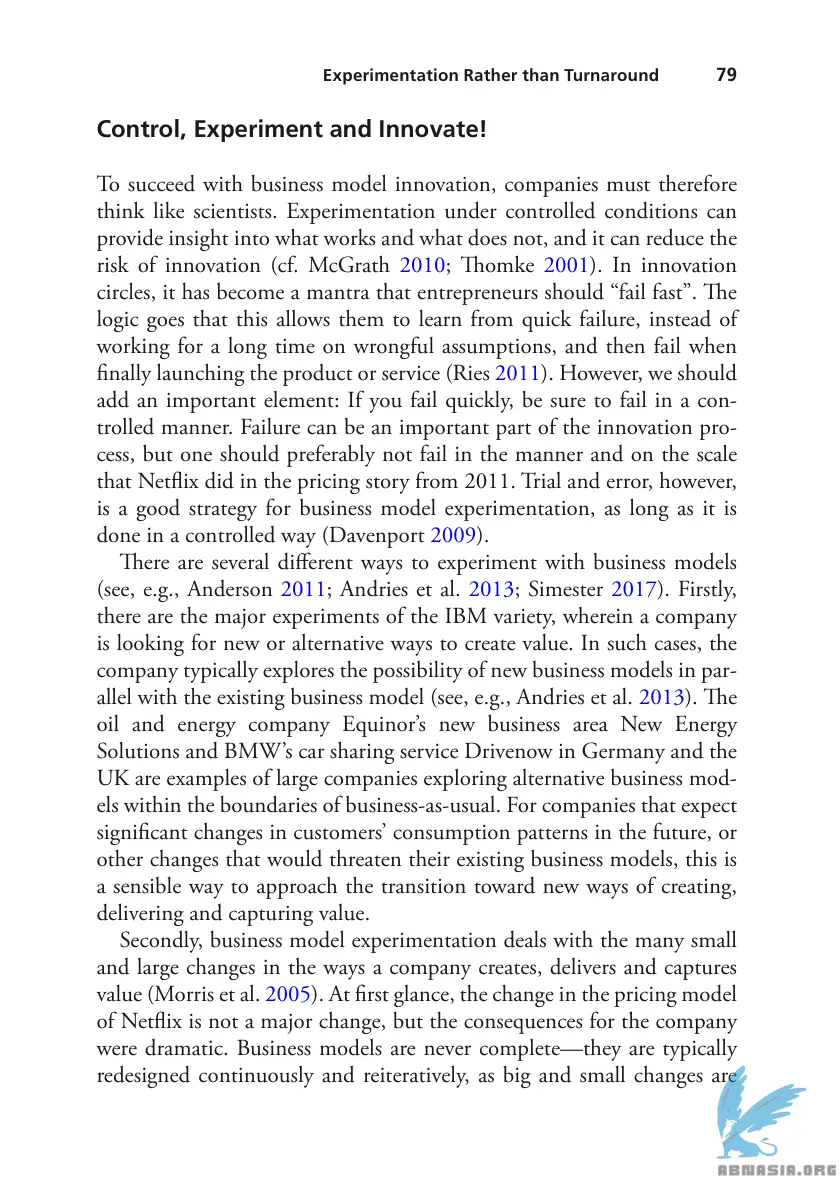 Experimentation Rather than Turnaround 79
Control, Experiment and Innovate!
To succeed with business model innovation, companies must therefore
think like scientists. Experimentation under controlled conditions can
provide insight into what works and what does not, and it can reduce the
risk of innovation (cf. McGrath 2010; Thomke 2001). In innovation
circles, it has become a mantra that entrepreneurs should “fail fast”. The
logic goes that this allows them to learn from quick failure, instead of
working for a long time on wrongful assumptions, and then fail when
finally launching the product or service (Ries 2011). However, we should
add an important element: If you fail quickly, be sure to fail in a con-
trolled manner. Failure can be an important part of the innovation pro-
cess, but one should preferably not fail in the manner and on the scale
that Netflix did in the pricing story from 2011. Trial and error, however,
is a good strategy for business model experimentation, as long as it is
done in a controlled way (Davenport 2009).
There are several different ways to experiment with business models
(see, e.g., Anderson 2011; Andries et al. 2013; Simester 2017). Firstly,
there are the major experiments of the IBM variety, wherein a company
is looking for new or alternative ways to create value. In such cases, the
company typically explores the possibility of new business models in par-
allel with the existing business model (see, e.g., Andries et al. 2013). The
oil and energy company Equinor’s new business area New Energy
Solutions and BMW’s car sharing service Drivenow in Germany and the
UK are examples of large companies exploring alternative business mod-
els within the boundaries of business-as-usual. For companies that expect
significant changes in customers’ consumption patterns in the future, or
other changes that would threaten their existing business models, this is
a sensible way to approach the transition toward new ways of creating,
delivering and capturing value.
Secondly, business model experimentation deals with the many small
and large changes in the ways a company creates, delivers and captures
value (Morris et al. 2005). At first glance, the change in the pricing model
of Netflix is not a major change, but the consequences for the company
were dramatic. Business models are never complete—they are typically
redesigned continuously and reiteratively, as big and small changes are
ABNASIA.ORG